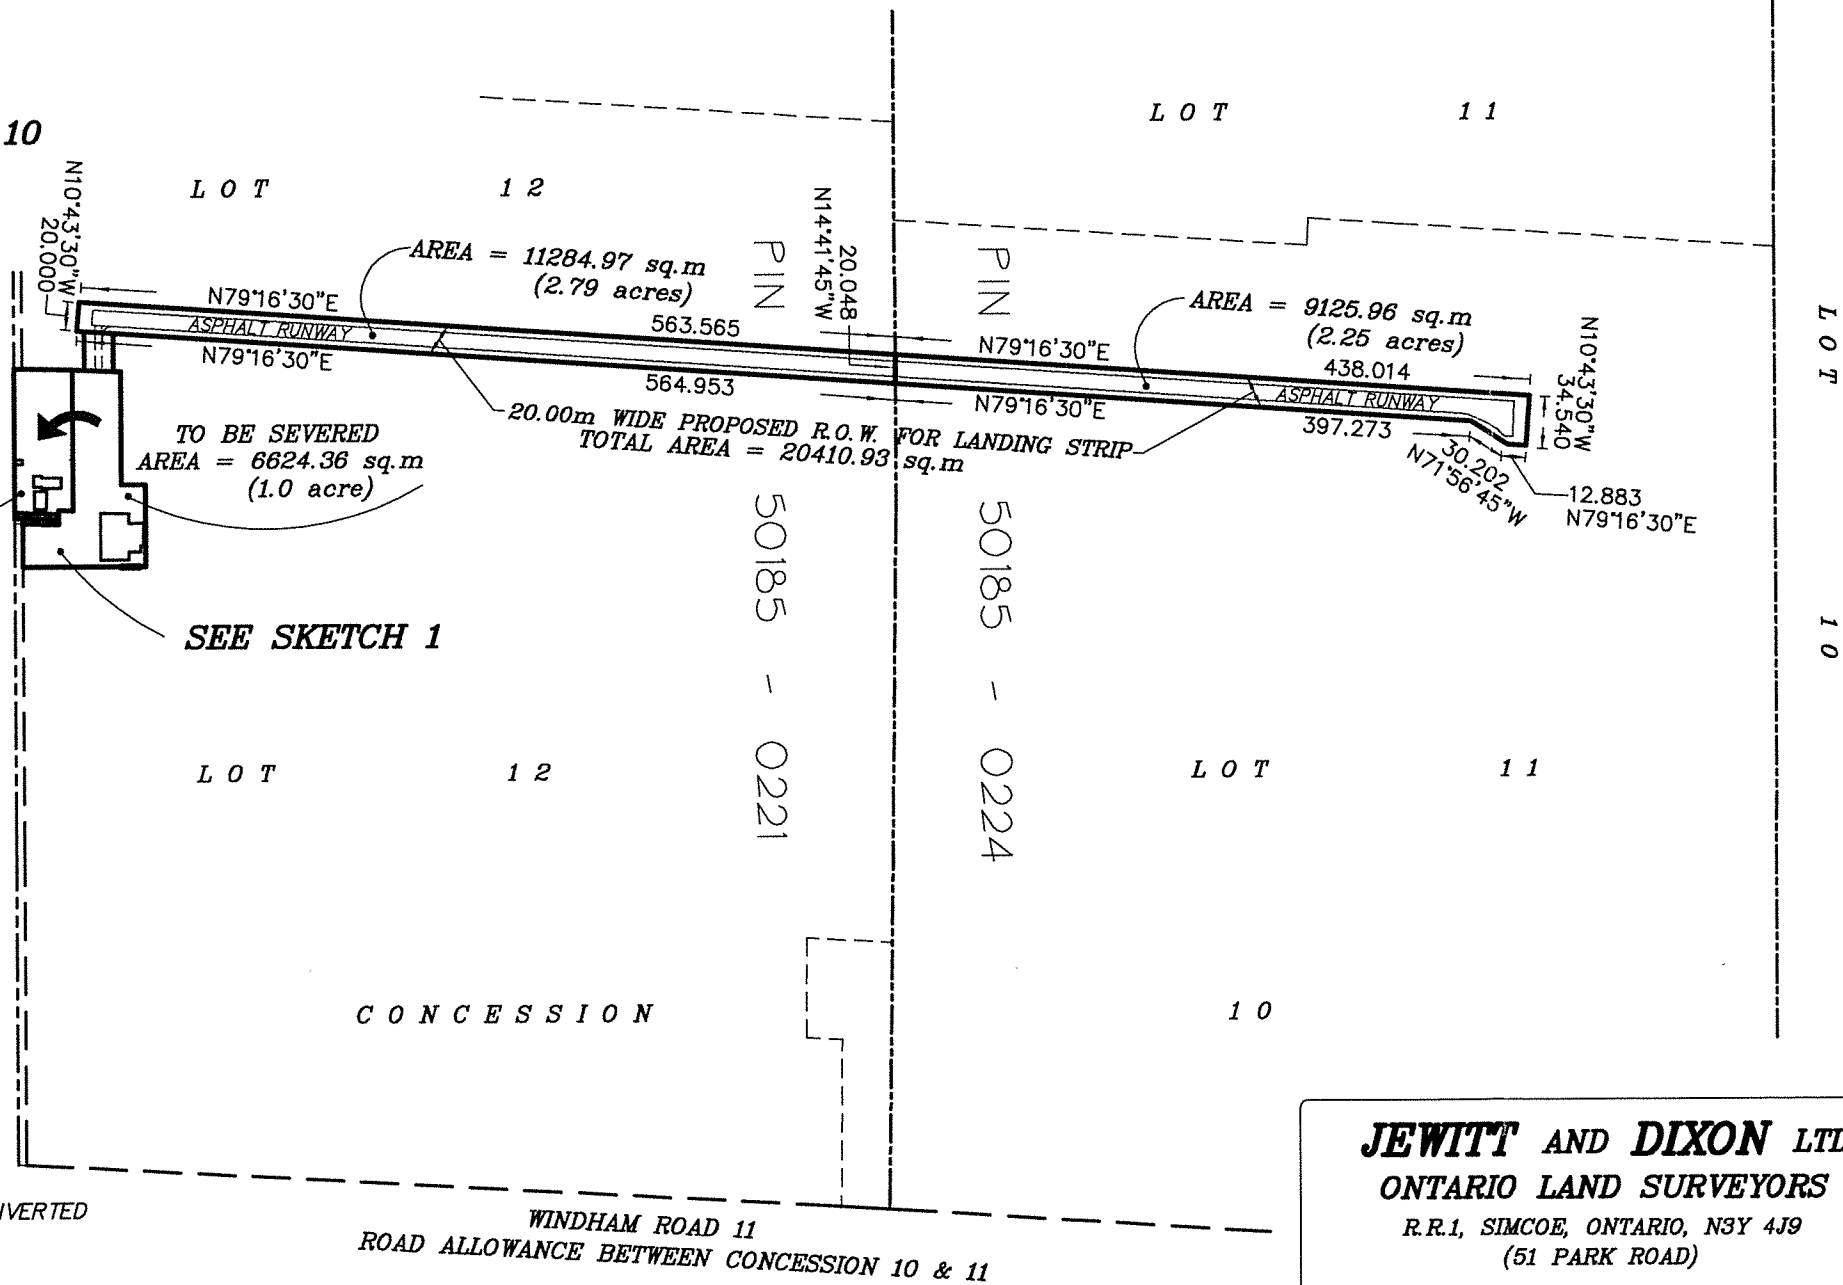 10
LOT 12
LOT 11
N10°43'30"W
20.000
AREA = 11284.97 sq.m
(2.79 acres)
N79°16'30"E
563.565
ASPHALT RUNWAY
N79°16'30"E
564.953
N14°41'45"W
20.048
PIN 50185 - 0221
PIN 50185 - 0224
AREA = 9125.96 sq.m
(2.25 acres)
N79°16'30"E
438.014
ASPHALT RUNWAY
N79°16'30"E
397.273
N10°43'30"W
34.540
30.202
N71°56'45"W
12.883
N79°16'30"E
LOT 10
20.00m WIDE PROPOSED R.O.W. FOR LANDING STRIP
TOTAL AREA = 20410.93 sq.m
TO BE SEVERED
AREA = 6624.36 sq.m
(1.0 acre)
SEE SKETCH 1
LOT 12
LOT 11
CONCESSION 10
WINDHAM ROAD 11
ROAD ALLOWANCE BETWEEN CONCESSION 10 & 11
JEWITT AND DIXON LTD
ONTARIO LAND SURVEYORS
R.R.1, SIMCOE, ONTARIO, N3Y 4J9
(51 PARK ROAD)